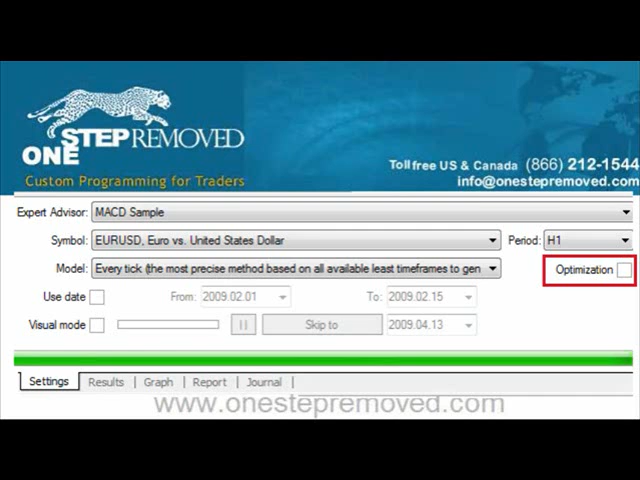 ONE STEP REMOVED
Custom Programming for Traders
Toll free US & Canada (866) 212-1544
info@onestepremoved.com
Expert Advisor: MACD Sample
Symbol: EURUSD, Euro vs. United States Dollar Period: H1
Model: Every tick (the most precise method based on all available least timeframes to gen Optimization
Use date From: 2009.02.01 To: 2009.02.15
Visual mode Skip to 2009.04.13
Settings Results Graph Report Journal
www.onestepremoved.com